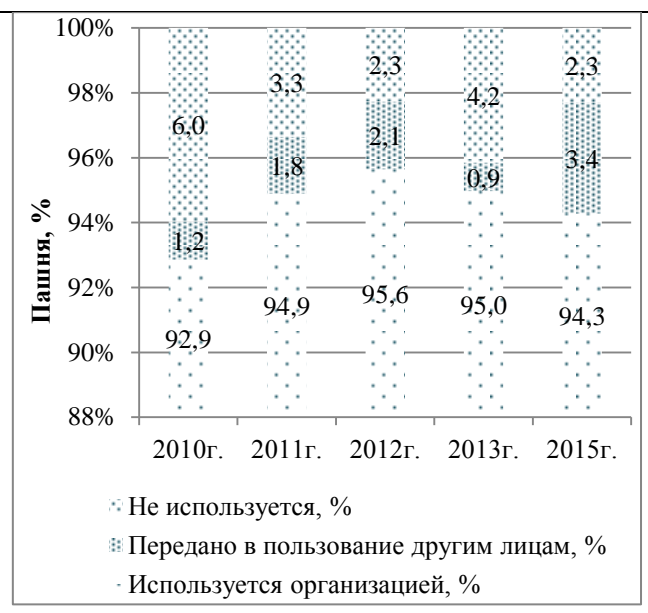 Пашня, %
100%
98%
96%
94%
92%
90%
88%
6,0 3,3 2,3 4,2 2,3
1,2 1,8 2,1 0,9 3,4
92,9 94,9 95,6 95,0 94,3
2010г. 2011г. 2012г. 2013г. 2015г.
Не используется, %
Передано в пользование другим лицам, %
Используется организацией, %